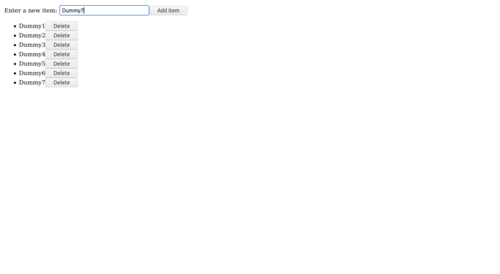 Enter a new item: Dummy7 Add item
Dummy1 Delete
Dummy2 Delete
Dummy3 Delete
Dummy4 Delete
Dummy5 Delete
Dummy6 Delete
Dummy7 Delete